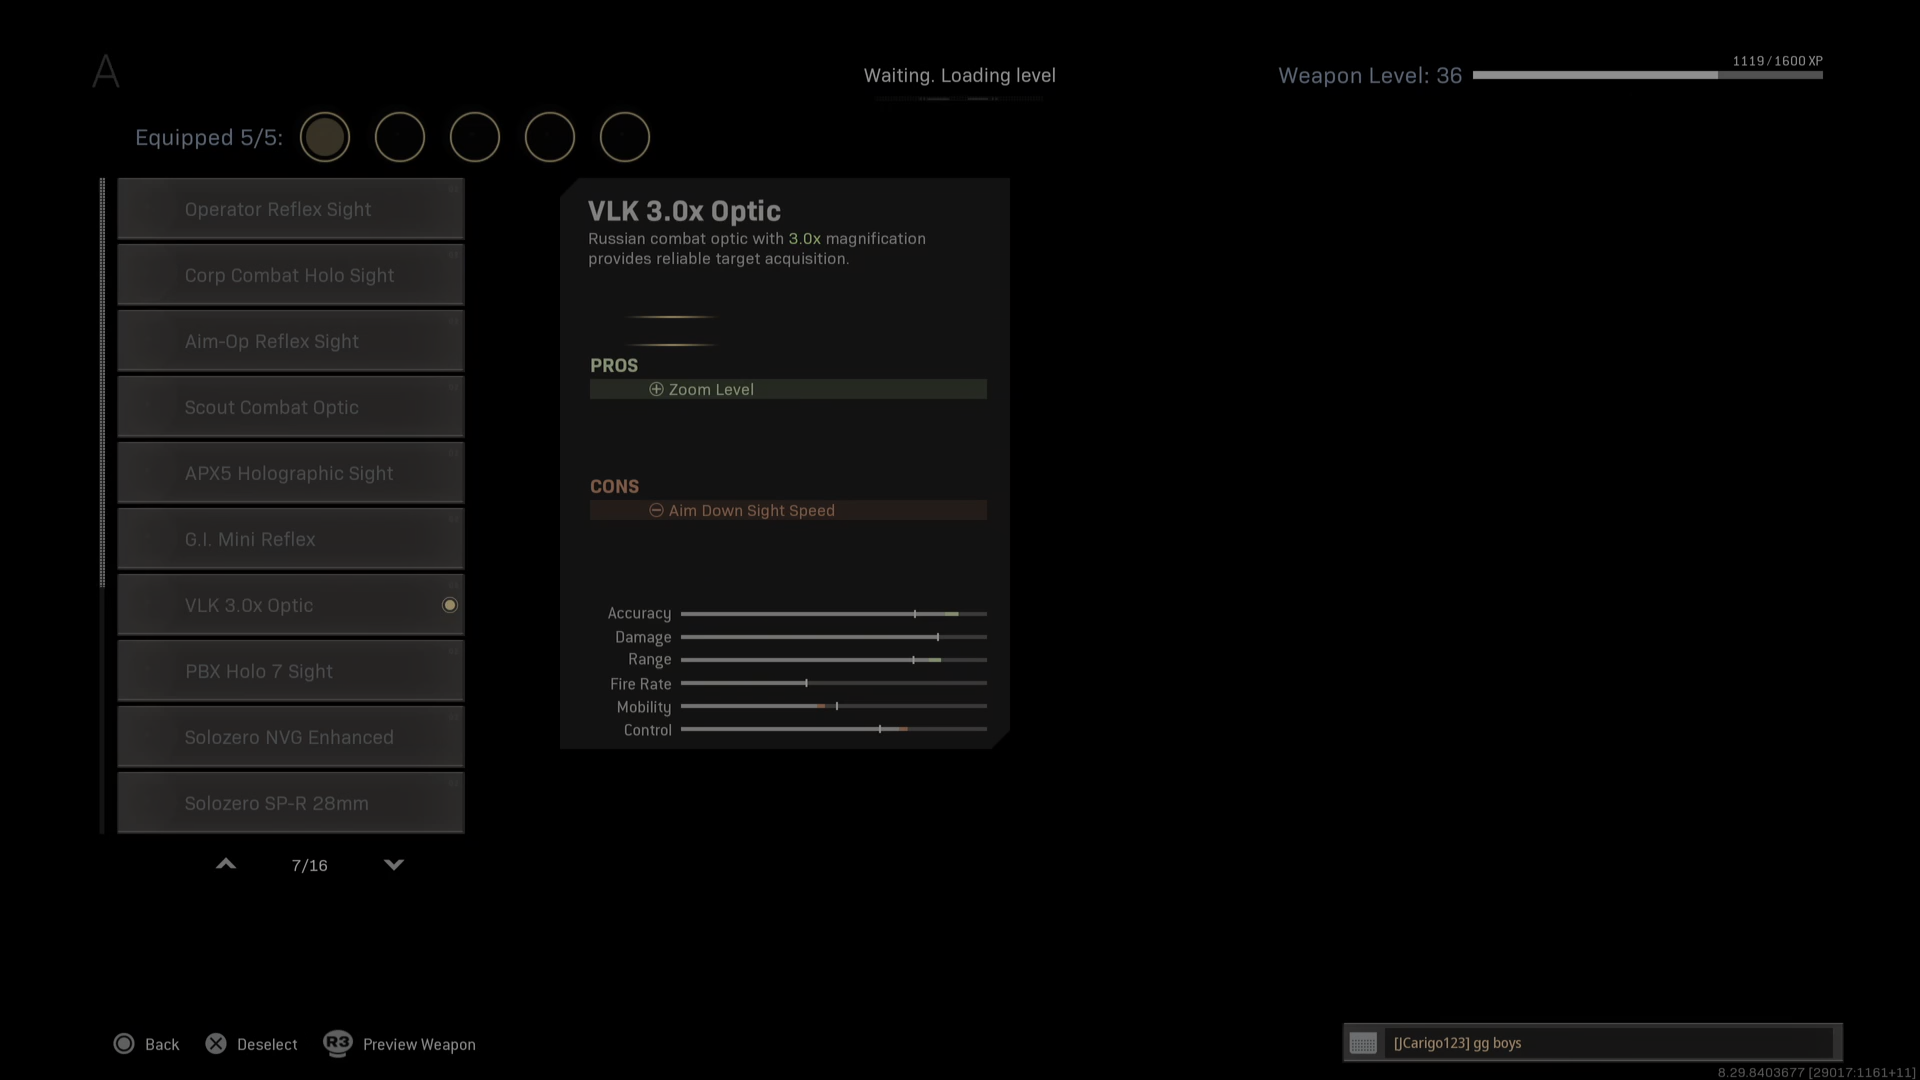 A
Waiting. Loading level
Weapon Level: 36
1119 / 1600 XP
Equipped 5/5:
Operator Reflex Sight
Corp Combat Holo Sight
Aim-Op Reflex Sight
Scout Combat Optic
APX5 Holographic Sight
G.I. Mini Reflex
VLK 3.0x Optic
PBX Holo 7 Sight
Solozero NVG Enhanced
Solozero SP-R 28mm
7/16
VLK 3.0x Optic
Russian combat optic with 3.0x magnification
provides reliable target acquisition.
PROS
Zoom Level
CONS
Aim Down Sight Speed
Accuracy
Damage
Range
Fire Rate
Mobility
Control
Back
Deselect
R3 Preview Weapon
[JCarigo123] gg boys
8.29.8403677 [29017:1161+11]